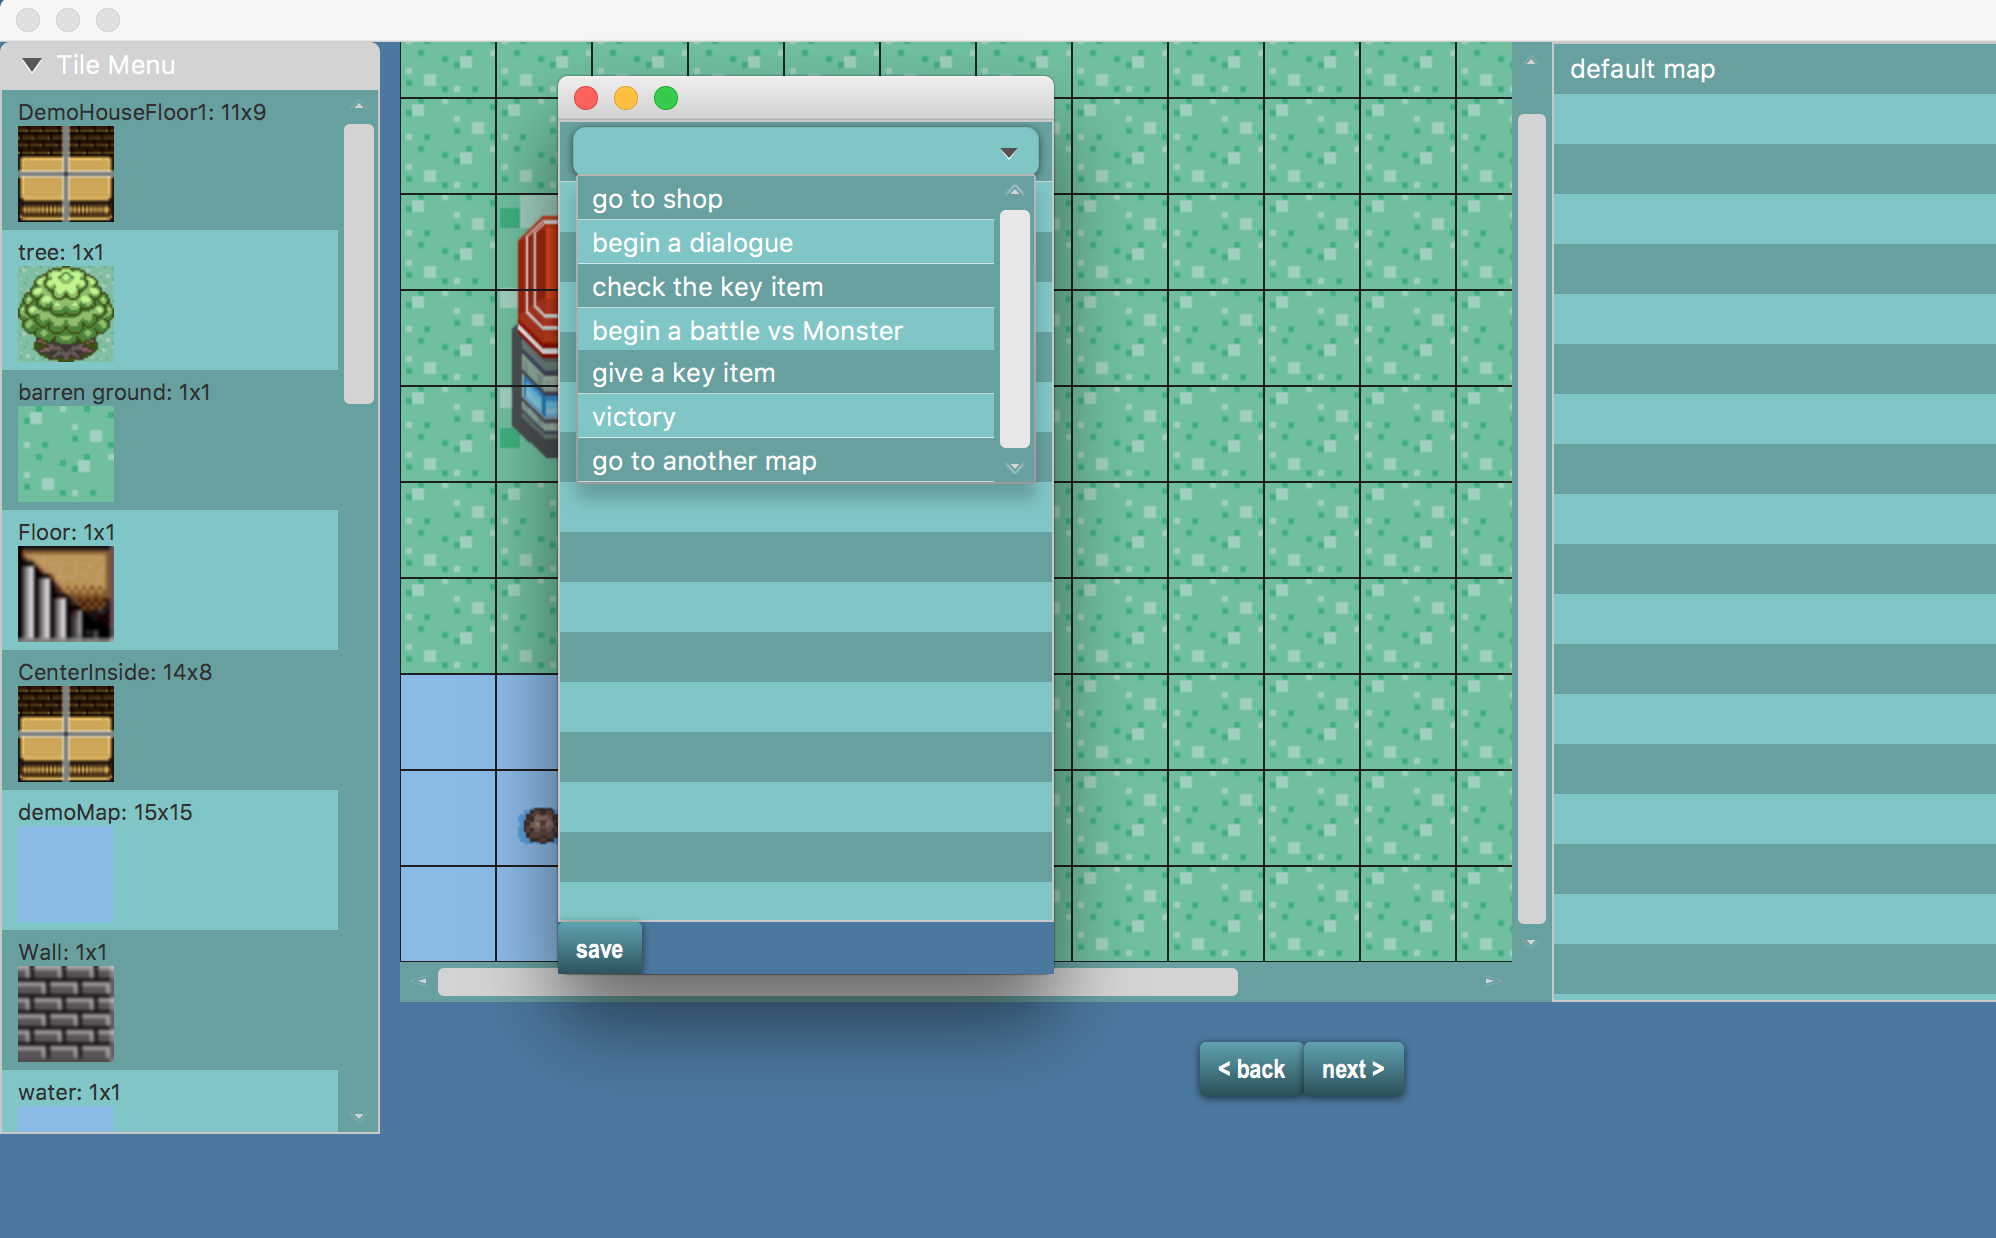 Tile Menu
DemoHouseFloor1: 11x9
tree: 1x1
barren ground: 1x1
Floor: 1x1
CenterInside: 14x8
demoMap: 15x15
Wall: 1x1
water: 1x1
go to shop
begin a dialogue
check the key item
begin a battle vs Monster
give a key item
victory
go to another map
save
default map
< back
next >